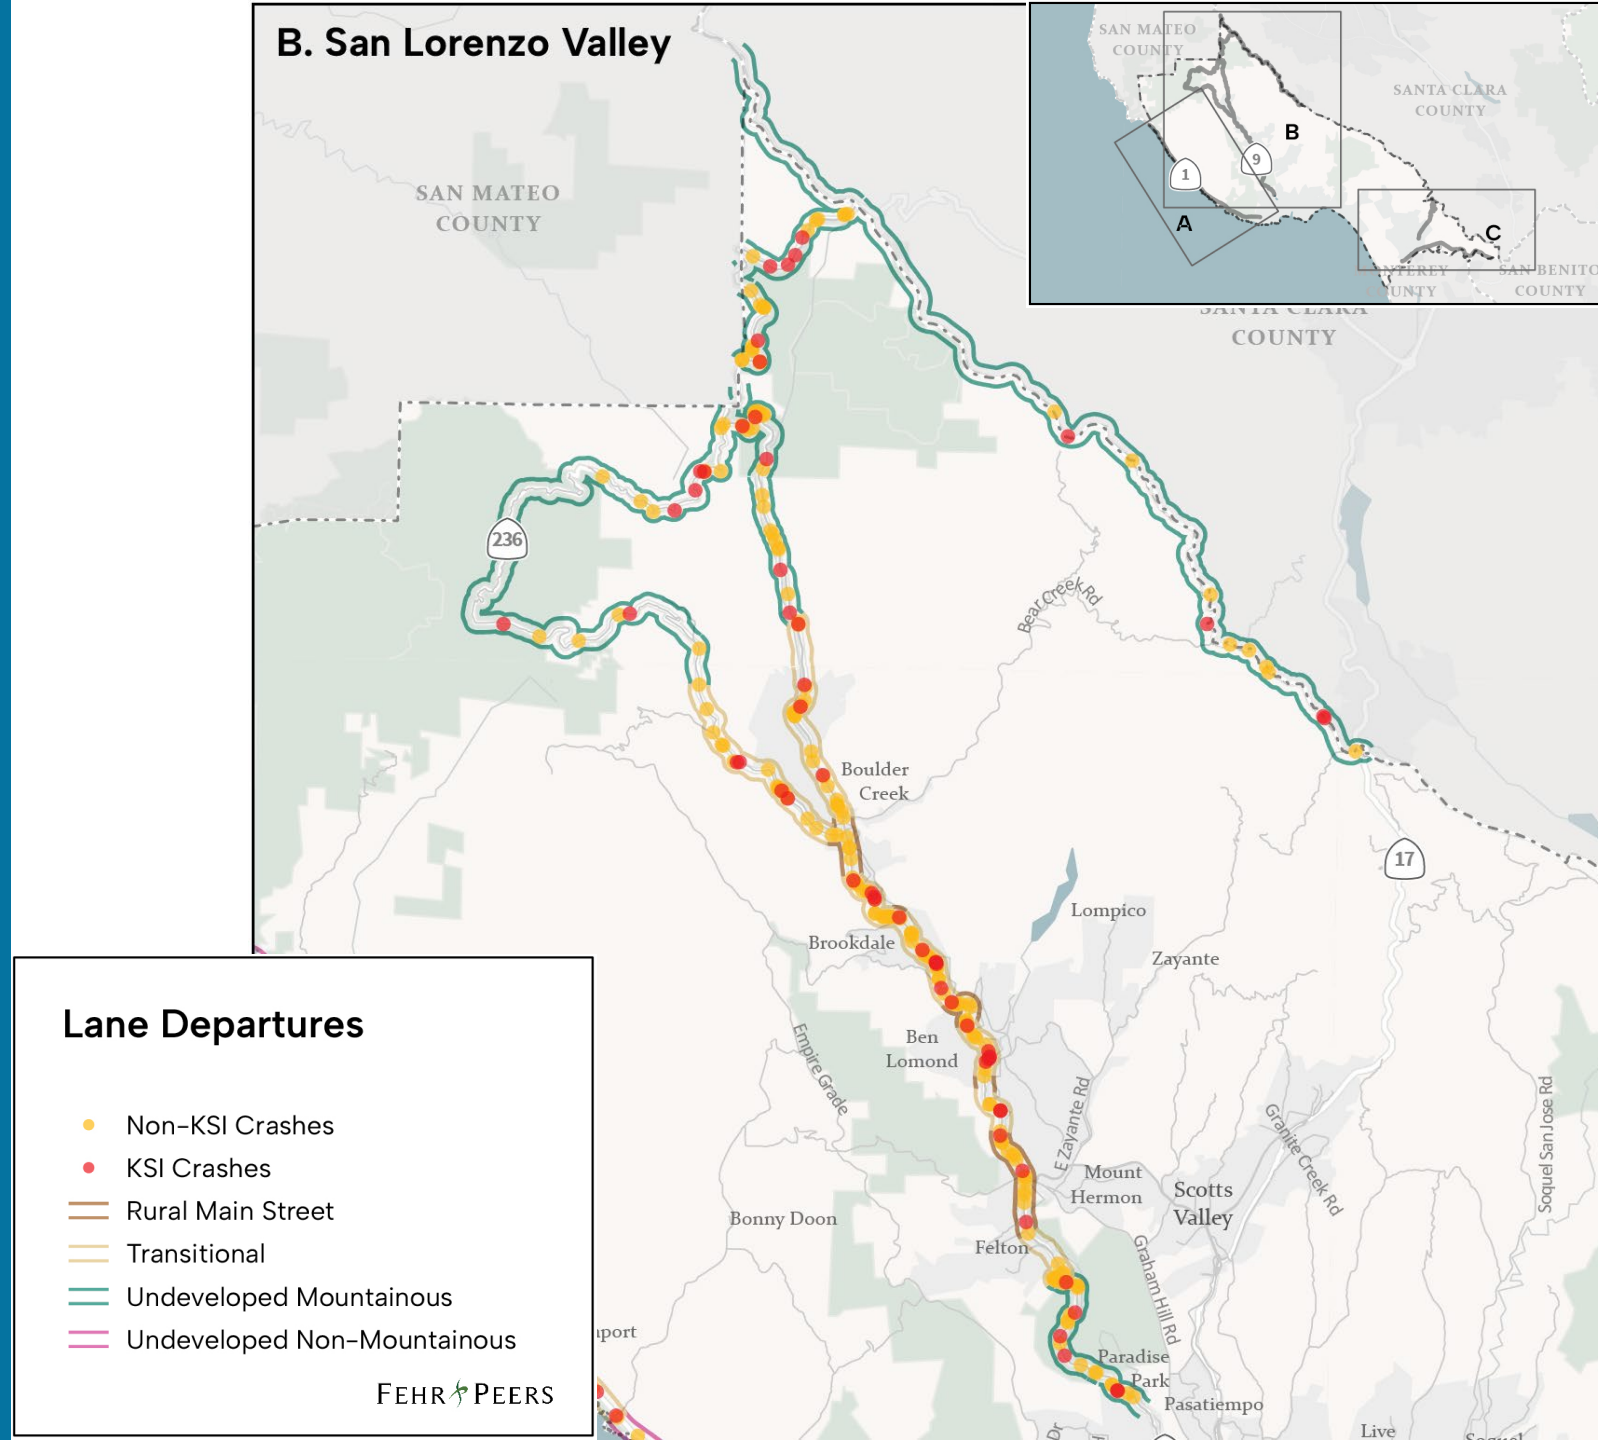 B. San Lorenzo Valley
SAN MATEO
COUNTY
SANTA CLARA
COUNTY
B
9
1
A
C
SAN BENITO
COUNTY
SAN MATEO
COUNTY
SANTA CLARA
COUNTY
236
Bear Creek Rd
Boulder
Creek
17
Lompico
Brookdale
Zayante
Ben
Lomond
Empire Grade
E Zayante Rd
Granite Creek Rd
Soquel San Jose Rd
Mount
Hermon
Scotts
Valley
Bonny Doon
Felton
Graham Hill Rd
Paradise
Park
Pasatiempo
Live
Dr
Lane Departures
Non-KSI Crashes
KSI Crashes
Rural Main Street
Transitional
Undeveloped Mountainous
Undeveloped Non-Mountainous
FEHR PEERS